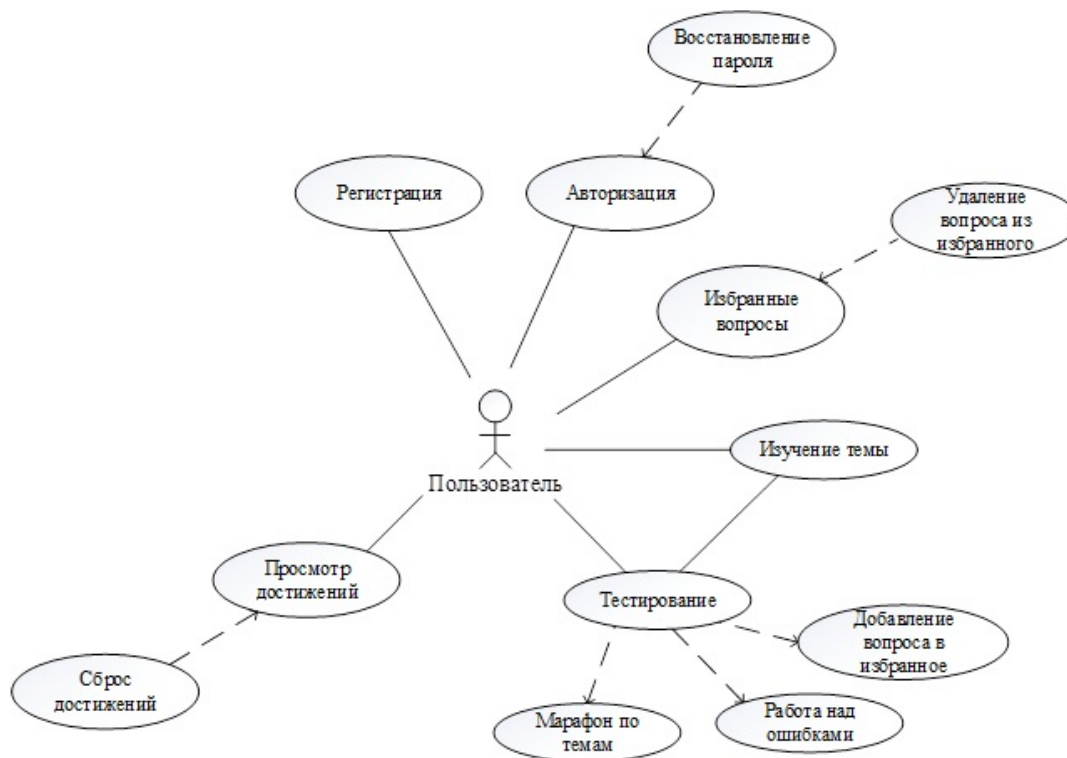 Восстановление
пароля
Регистрация
Авторизация
Удаление
вопроса из
избранного
Избранные
вопросы
Изучение темы
Пользователь
Просмотр
достижений
Тестирование
Добавление
вопроса в
избранное
Сброс
достижений
Марафон по
темам
Работа над
ошибками